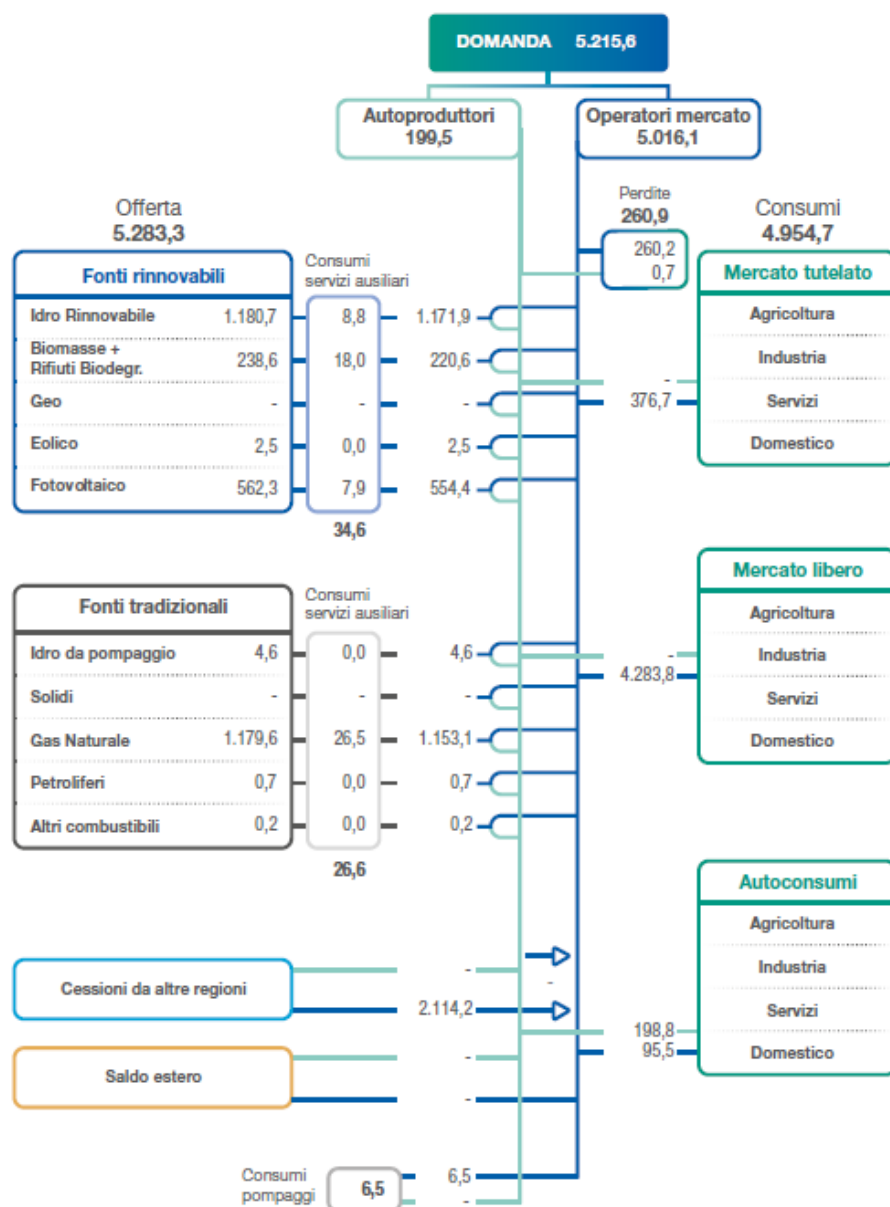 DOMANDA 5.215,6
Autoproduttori
199,5
Operatori mercato
5.016,1
Offerta
5.283,3
Perdite
260,9
260,2
0,7
Consumi
4.954,7
Fonti rinnovabili
Consumi
servizi ausiliari
Idro Rinnovabile 1.180,7 8,8 1.171,9
Biomasse +
Rifiuti Biodegr. 238,6 18,0 220,6
Geo - - -
Eolico 2,5 0,0 2,5
Fotovoltaico 562,3 7,9 554,4
34,6
Mercato tutelato
Agricoltura
Industria
Servizi
Domestico
-
376,7
Fonti tradizionali
Consumi
servizi ausiliari
Idro da pompaggio 4,6 0,0 4,6
Solidi - - -
Gas Naturale 1.179,6 26,5 1.153,1
Petroliferi 0,7 0,0 0,7
Altri combustibili 0,2 0,0 0,2
26,6
Mercato libero
Agricoltura
Industria
Servizi
Domestico
-
4.283,8
Cessioni da altre regioni
-
-
2.114,2
Autoconsumi
Agricoltura
Industria
Servizi
Domestico
198,8
95,5
Saldo estero
-
-
Consumi
pompaggi
6,5
6,5
-